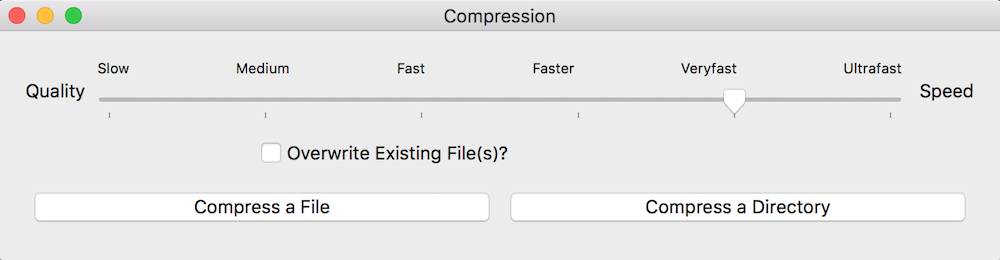 Compression
Slow Medium Fast Faster Veryfast Ultrafast
Quality Speed
Overwrite Existing File(s)?
Compress a File Compress a Directory